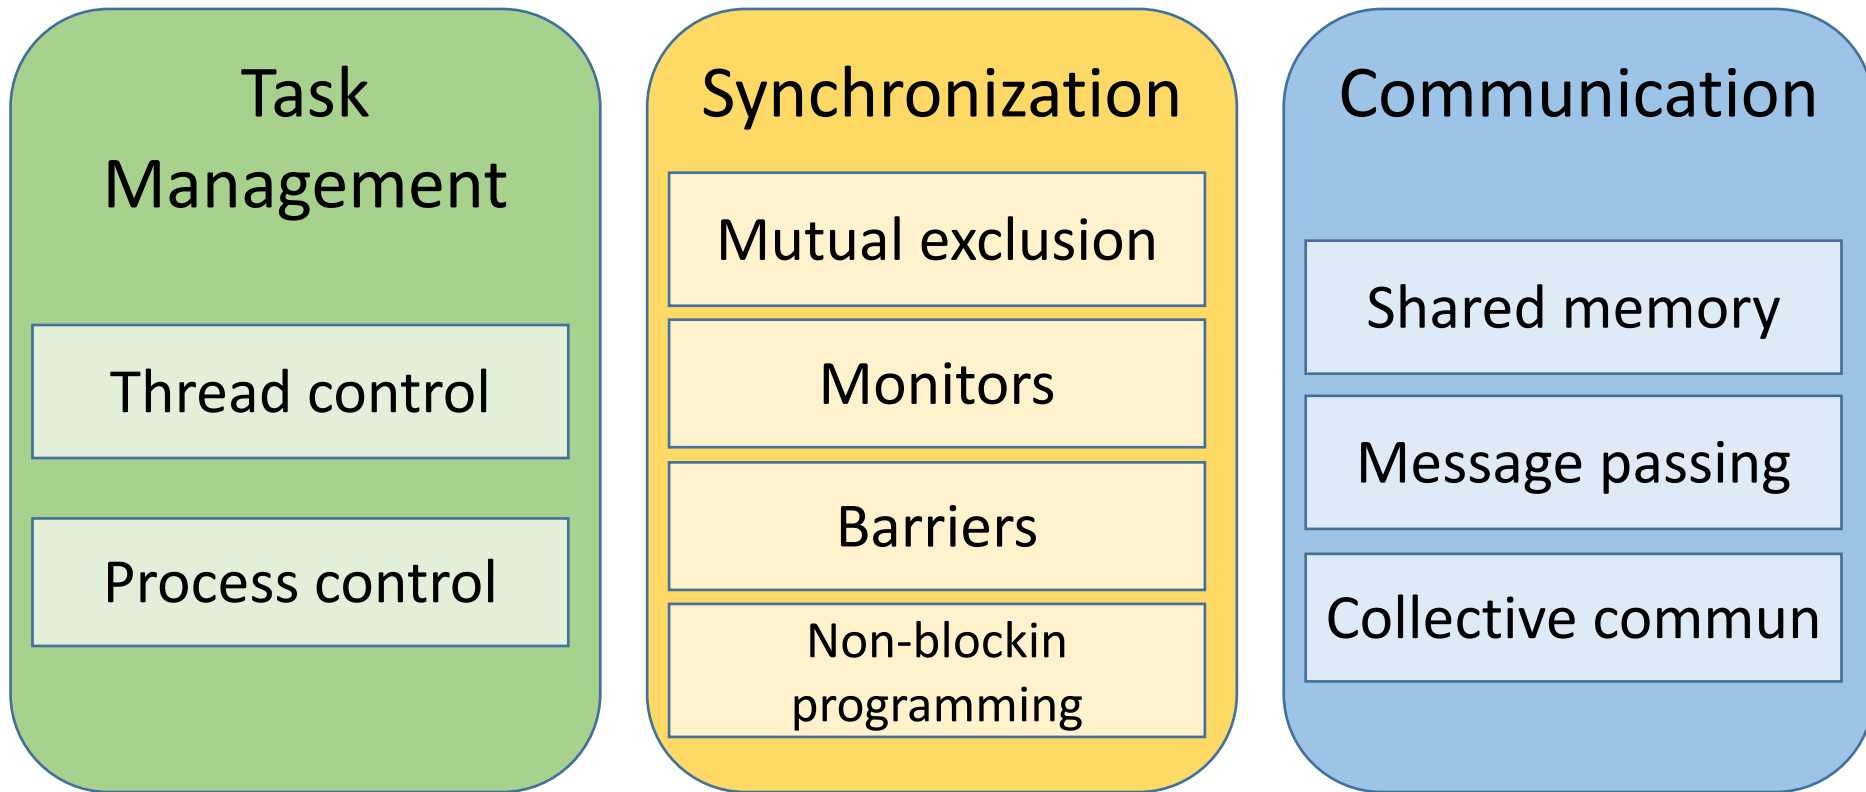 Task
Management
Thread control
Process control
Synchronization
Mutual exclusion
Monitors
Barriers
Non-blockin
programming
Communication
Shared memory
Message passing
Collective commun